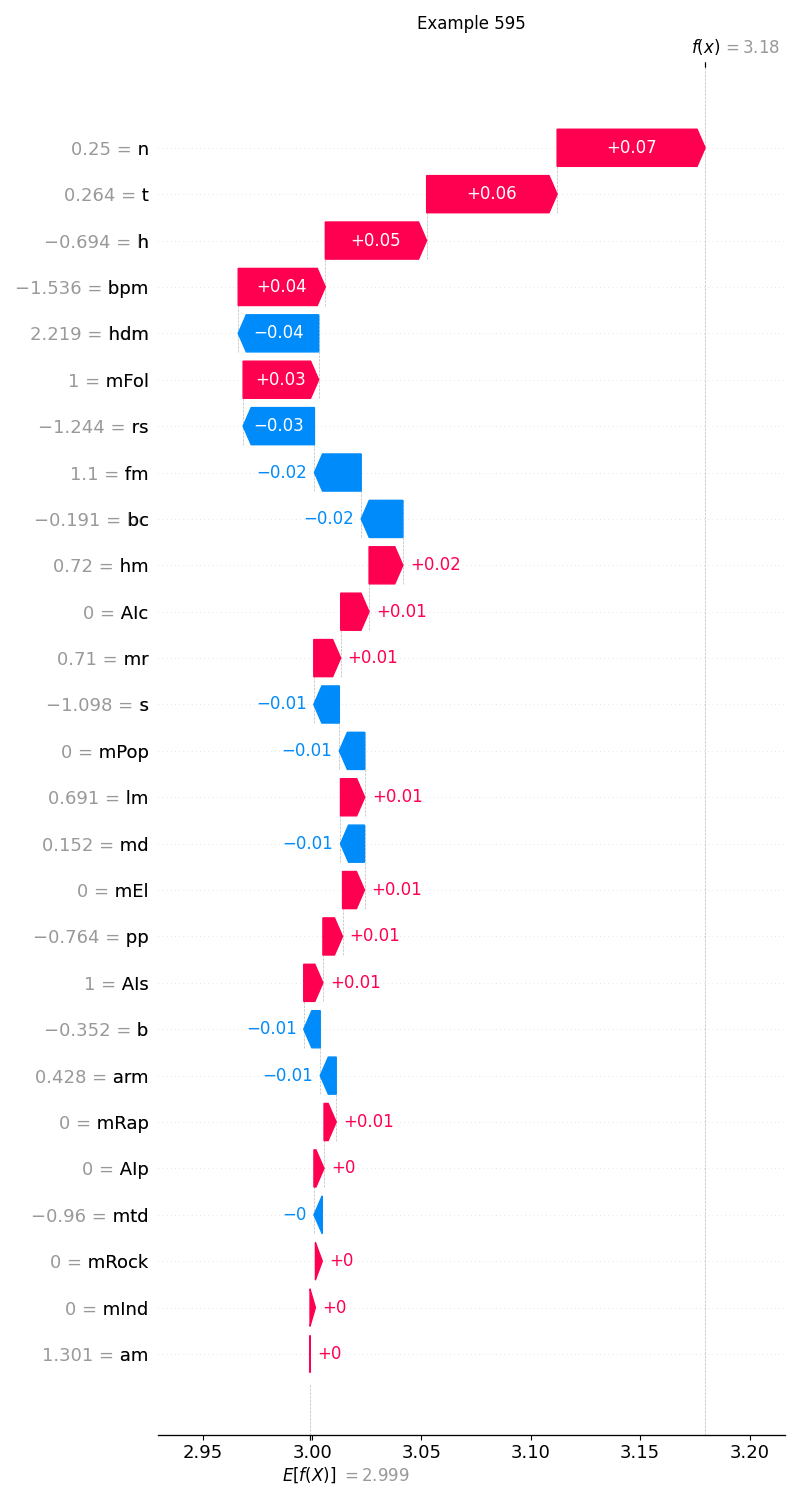 Example 595
f(x) = 3.18
0.25 = n +0.07
0.264 = t +0.06
−0.694 = h +0.05
−1.536 = bpm +0.04
2.219 = hdm −0.04
1 = mFol +0.03
−1.244 = rs −0.03
1.1 = fm −0.02
−0.191 = bc −0.02
0.72 = hm +0.02
0 = AIc +0.01
0.71 = mr +0.01
−1.098 = s −0.01
0 = mPop −0.01
0.691 = lm +0.01
0.152 = md −0.01
0 = mEl +0.01
−0.764 = pp +0.01
1 = AIs +0.01
−0.352 = b −0.01
0.428 = arm −0.01
0 = mRap +0.01
0 = AIp +0
−0.96 = mtd −0
0 = mRock +0
0 = mInd +0
1.301 = am +0
2.95 3.00 3.05 3.10 3.15 3.20
E[f(X)] = 2.999